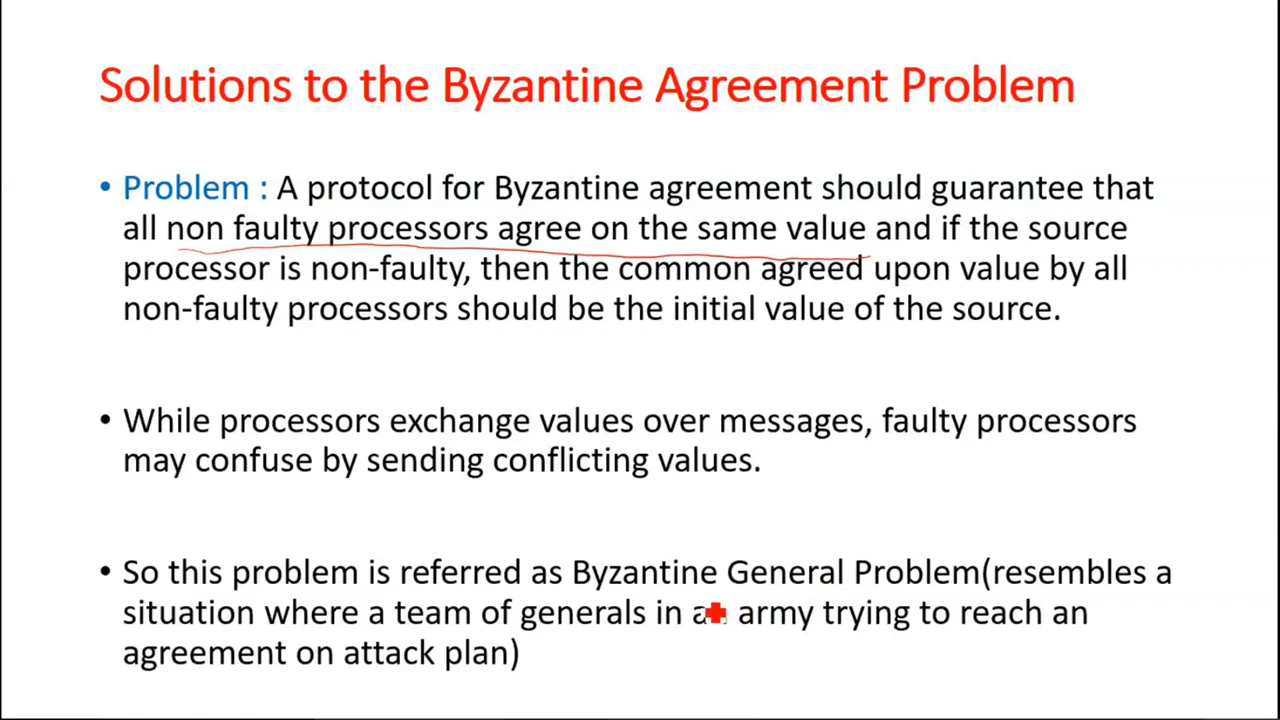 Solutions to the Byzantine Agreement Problem
• Problem : A protocol for Byzantine agreement should guarantee that
all non faulty processors agree on the same value and if the source
processor is non-faulty, then the common agreed upon value by all
non-faulty processors should be the initial value of the source.
• While processors exchange values over messages, faulty processors
may confuse by sending conflicting values.
• So this problem is referred as Byzantine General Problem(resembles a
situation where a team of generals in army trying to reach an
agreement on attack plan)